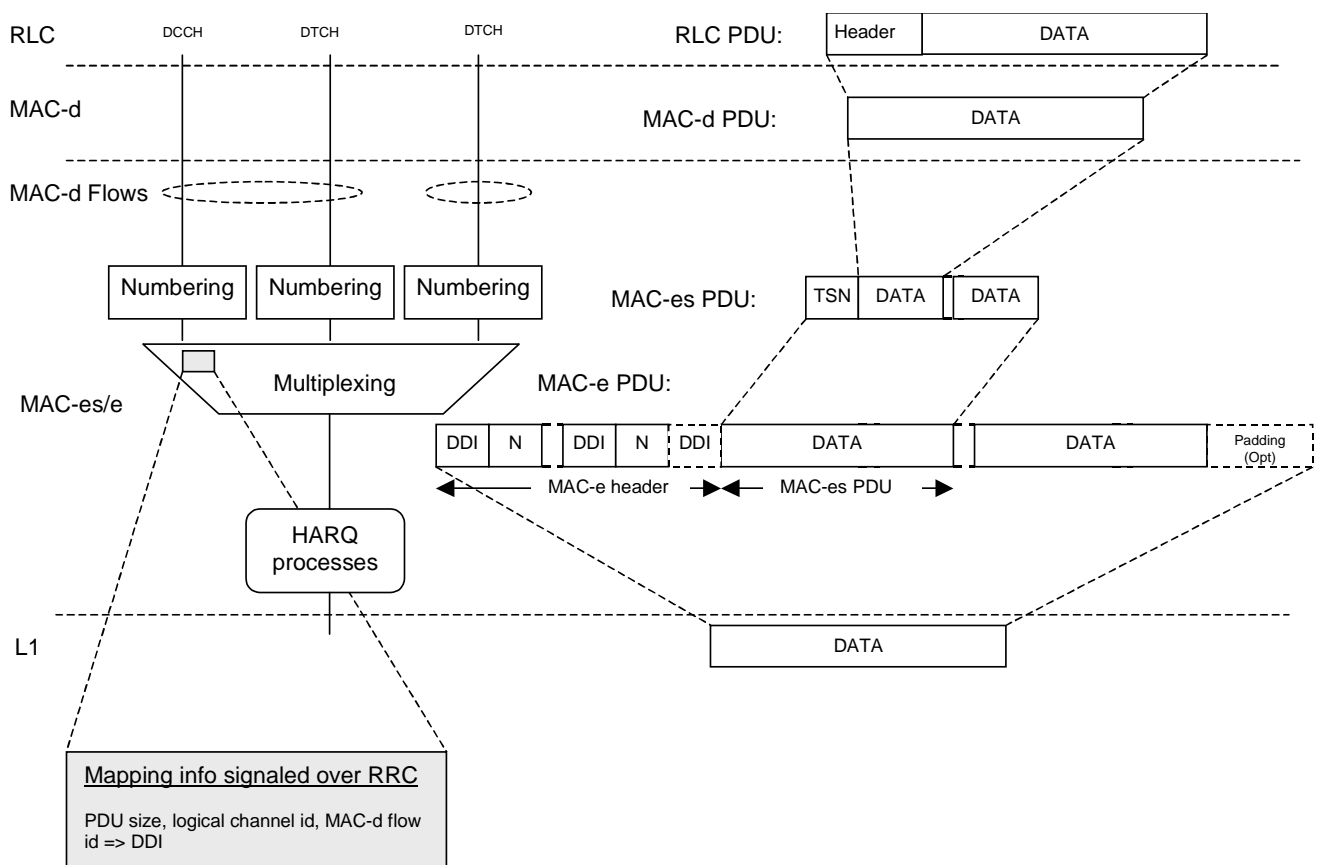 RLC DCCH DTCH DTCH RLC PDU: Header DATA
MAC-d MAC-d PDU: DATA
MAC-d Flows
Numbering Numbering Numbering MAC-es PDU: TSN DATA DATA
Multiplexing MAC-e PDU:
MAC-es/e
DDI N DDI N DDI DATA DATA Padding
(Opt)
MAC-e header MAC-es PDU
HARQ
processes
L1 DATA
Mapping info signaled over RRC
PDU size, logical channel id, MAC-d flow
id => DDI